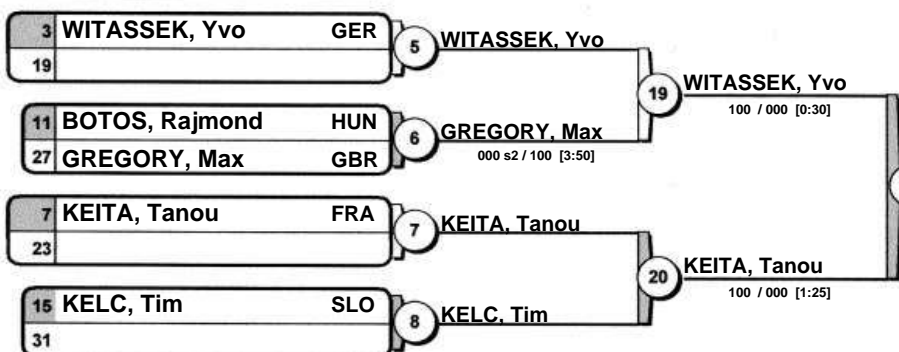 3 WITASSEK, Yvo GER
19
5
WITASSEK, Yvo
11 BOTOS, Rajmond HUN
27 GREGORY, Max GBR
6
GREGORY, Max
000 s2 / 100 [3:50]
19
WITASSEK, Yvo
100 / 000 [0:30]
7 KEITA, Tanou FRA
23
7
KEITA, Tanou
15 KELC, Tim SLO
31
8
KELC, Tim
20
KEITA, Tanou
100 / 000 [1:25]